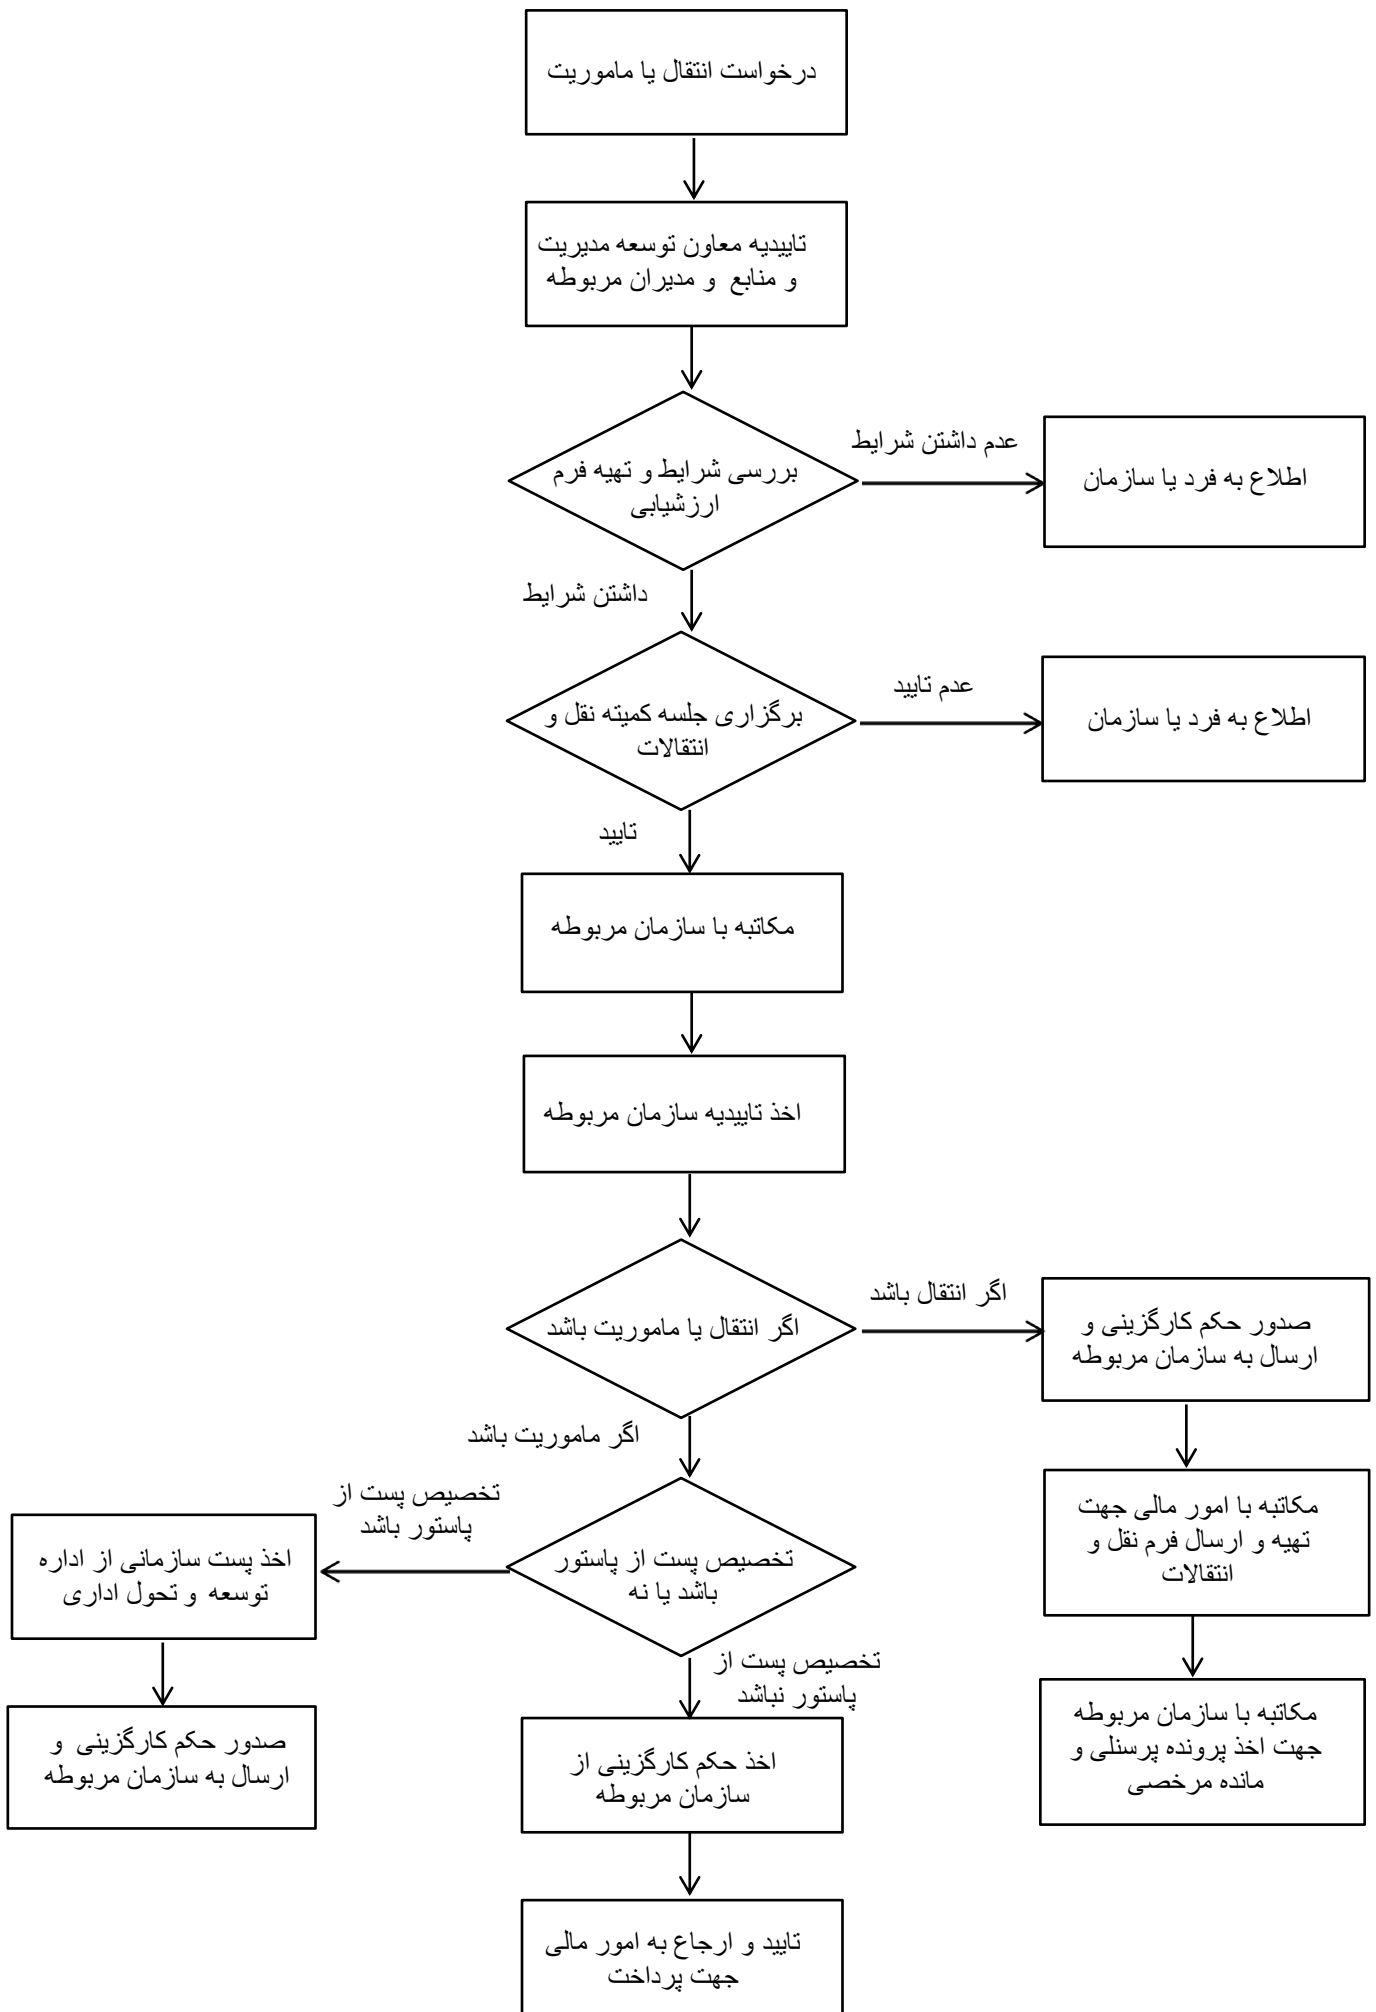 درخواست انتقال یا ماموریت
تاییدیه معاون توسعه مدیریت
و منابع و مدیران مربوطه
بررسی شرایط و تهیه فرم
ارزشیابی
عدم داشتن شرایط
اطلاع به فرد یا سازمان
داشتن شرایط
برگزاری جلسه کمیته نقل و
انتقالات
عدم تایید
اطلاع به فرد یا سازمان
تایید
مکاتبه با سازمان مربوطه
اخذ تاییدیه سازمان مربوطه
اگر انتقال یا ماموریت باشد
اگر انتقال باشد
صدور حکم کارگزینی و
ارسال به سازمان مربوطه
مکاتبه با امور مالی جهت
تهیه و ارسال فرم نقل و
انتقالات
مکاتبه با سازمان مربوطه
جهت اخذ پرونده پرسنلی و
مانده مرخصی
اگر ماموریت باشد
تخصیص پست از پاستور
باشد یا نه
تخصیص پست از
پاستور باشد
اخذ پست سازمانی از اداره
توسعه و تحول اداری
صدور حکم کارگزینی و
ارسال به سازمان مربوطه
تخصیص پست از
پاستور نباشد
اخذ حکم کارگزینی از
سازمان مربوطه
تایید و ارجاع به امور مالی
جهت پرداخت